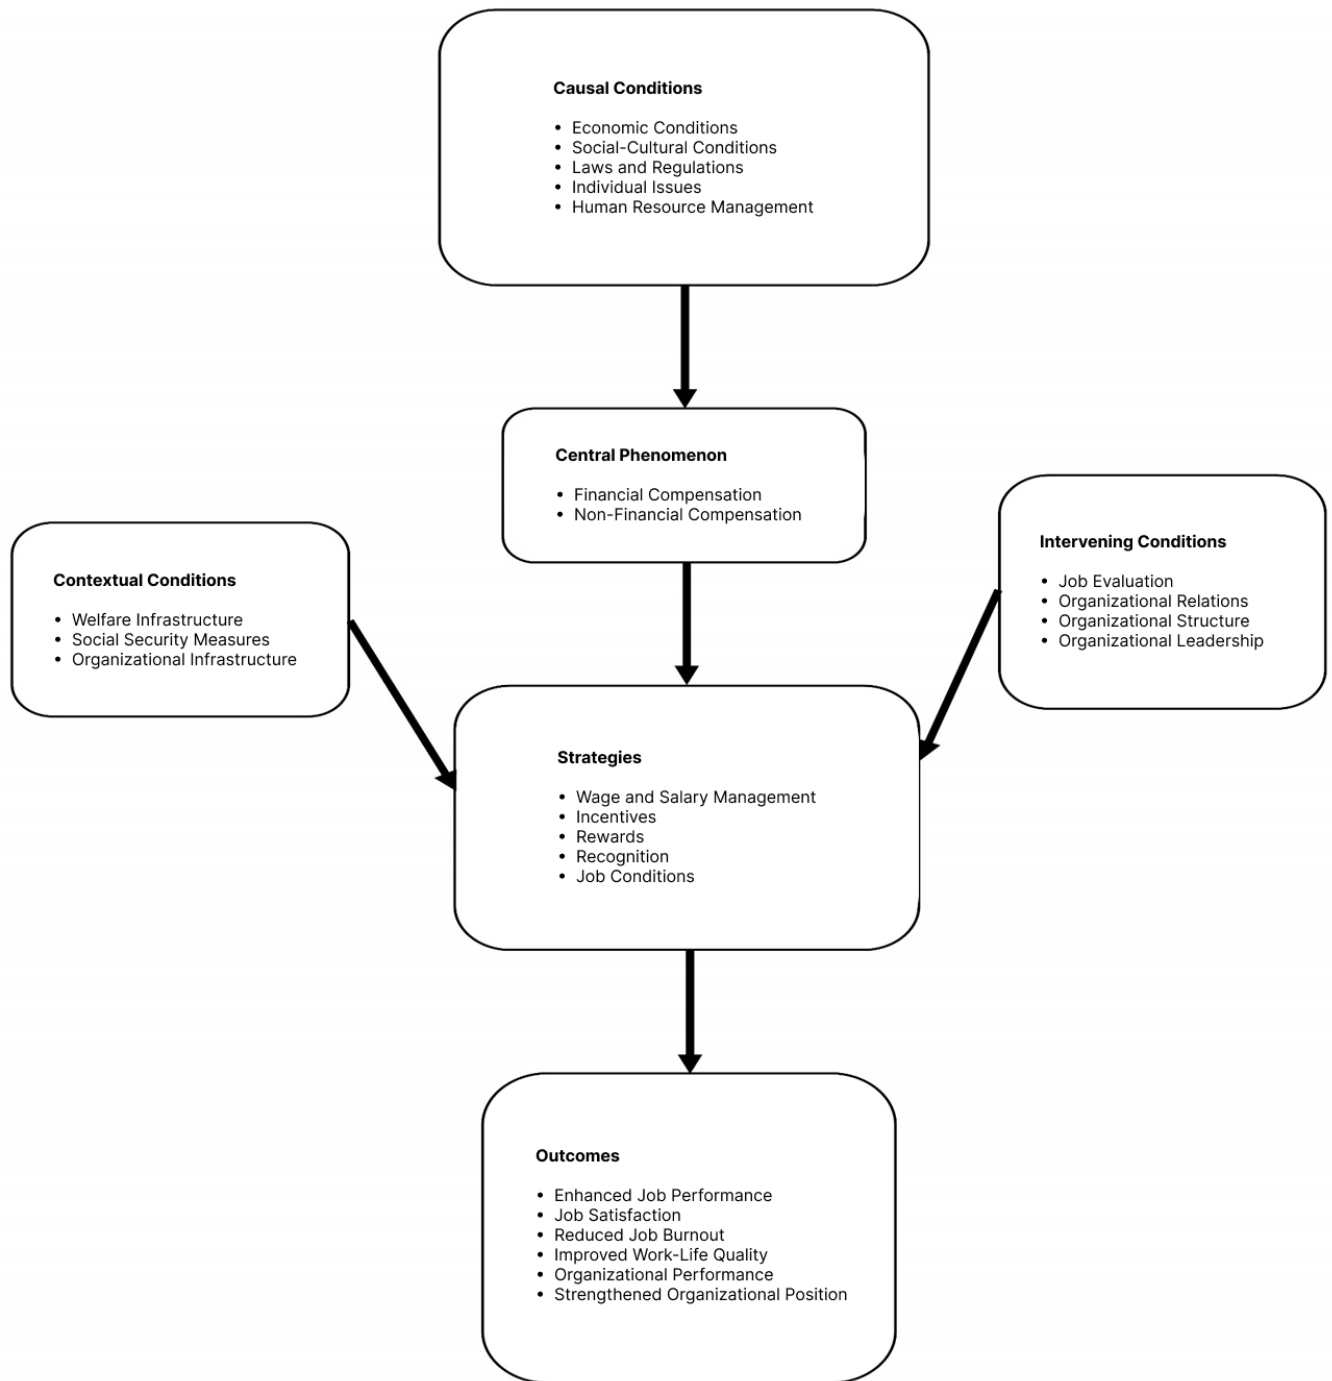 Causal Conditions
• Economic Conditions
• Social-Cultural Conditions
• Laws and Regulations
• Individual Issues
• Human Resource Management
Central Phenomenon
• Financial Compensation
• Non-Financial Compensation
Contextual Conditions
• Welfare Infrastructure
• Social Security Measures
• Organizational Infrastructure
Intervening Conditions
• Job Evaluation
• Organizational Relations
• Organizational Structure
• Organizational Leadership
Strategies
• Wage and Salary Management
• Incentives
• Rewards
• Recognition
• Job Conditions
Outcomes
• Enhanced Job Performance
• Job Satisfaction
• Reduced Job Burnout
• Improved Work-Life Quality
• Organizational Performance
• Strengthened Organizational Position